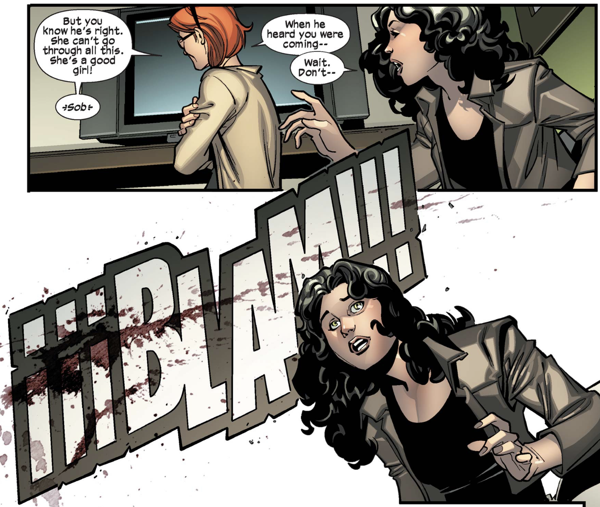 But you
know he's right.
She can't go
through all this.
She's a good
girl!
+Sob+
When he
heard you were
coming--
Wait.
Don't--
!!!BLAM!!!